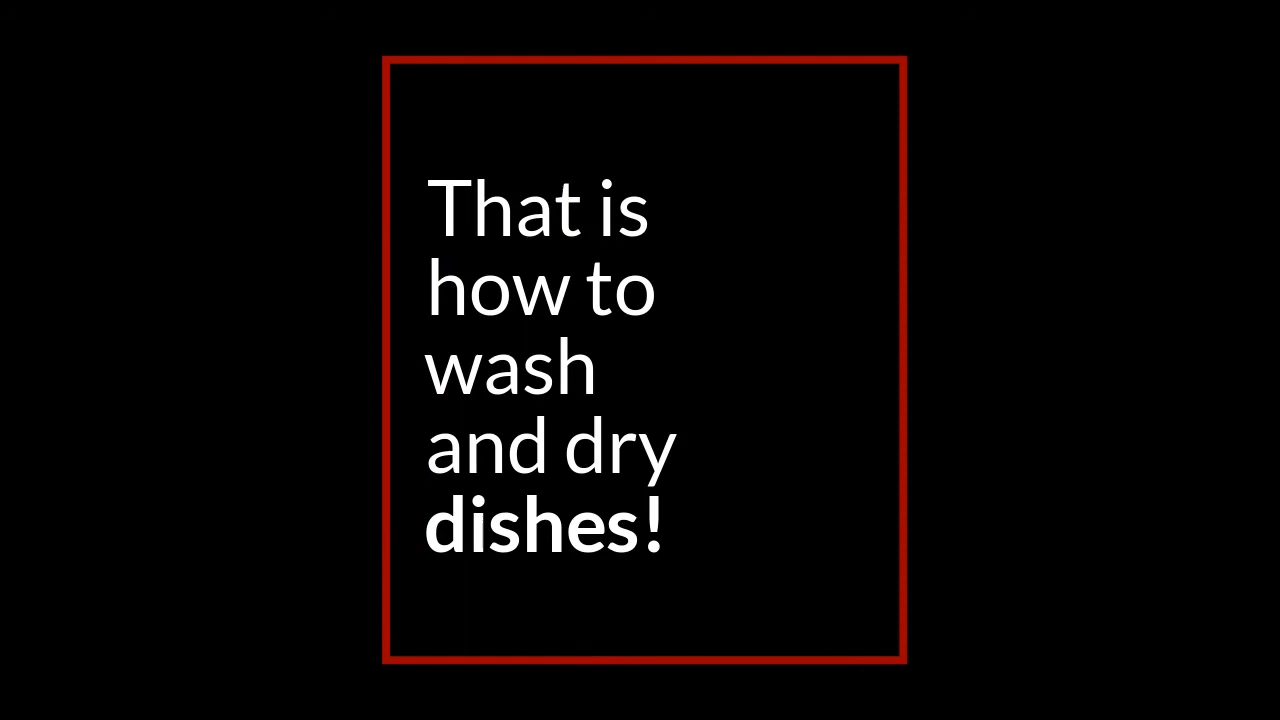 That is
how to
wash
and dry
dishes!